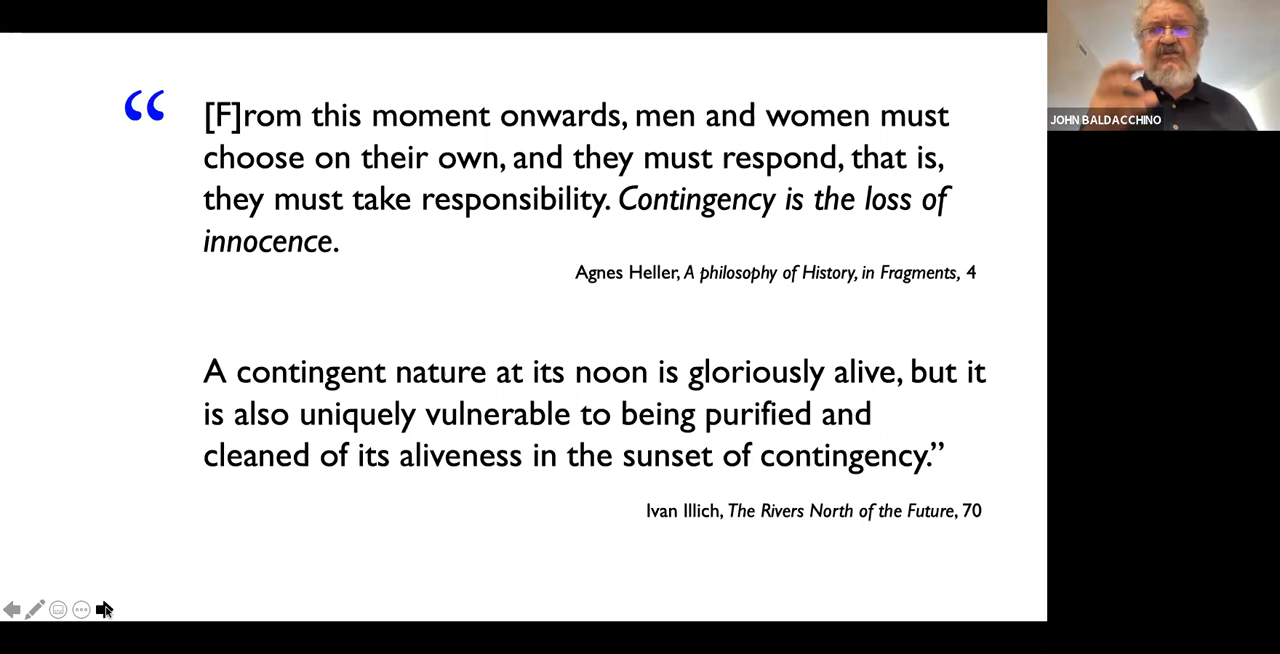 “
[F]rom this moment onwards, men and women must
choose on their own, and they must respond, that is,
they must take responsibility. Contingency is the loss of
innocence.
Agnes Heller, A philosophy of History, in Fragments, 4
A contingent nature at its noon is gloriously alive, but it
is also uniquely vulnerable to being purified and
cleaned of its aliveness in the sunset of contingency.”
Ivan Illich, The Rivers North of the Future, 70
JOHN BALDACCHINO